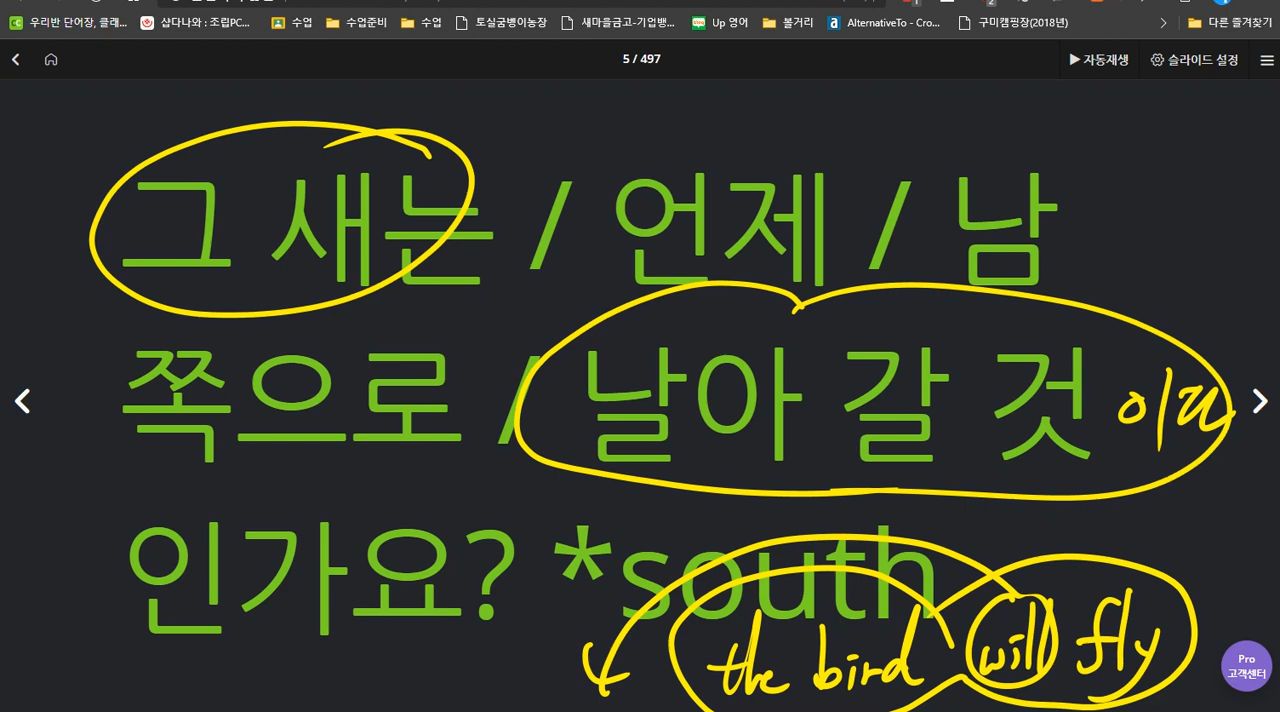 우리반 단어장, 클래... 샵다나와 : 조립PC... 수업 수업준비 수업 토실굼벵이농장 새마을금고-기업뱅... Up 영어 볼거리 AlternativeTo - Cro... 구미캠핑장(2018년) 다른 즐겨찾기
5 / 497 자동재생 슬라이드 설정
그 새는 / 언제 / 남
쪽으로 / 날아 갈 것
인가요? *south
the bird will fly
Pro
고객센터